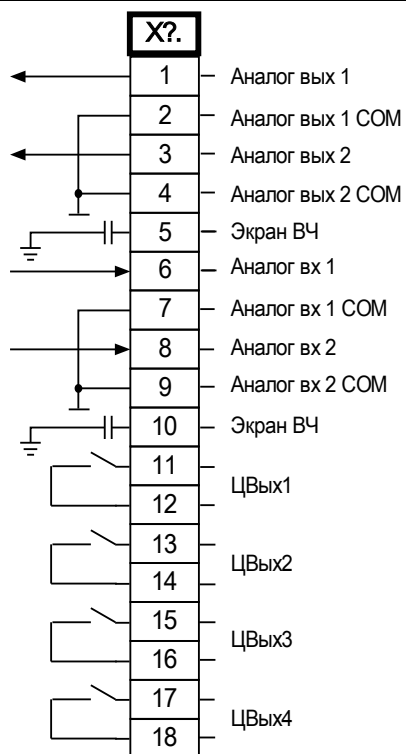 X?.
1 Аналог вых 1
2 Аналог вых 1 COM
3 Аналог вых 2
4 Аналог вых 2 COM
5 Экран ВЧ
6 Аналог вх 1
7 Аналог вх 1 COM
8 Аналог вх 2
9 Аналог вх 2 COM
10 Экран ВЧ
11
ЦВых1
12
13
ЦВых2
14
15
ЦВых3
16
17
ЦВых4
18